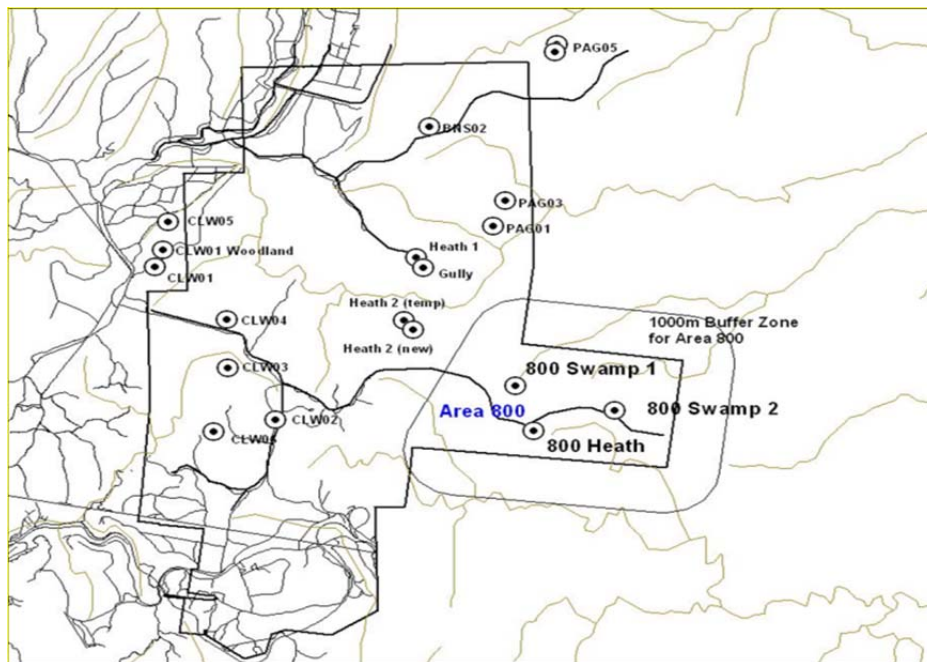 PAG05
BNS02
PAG03
CLW05
PAG01
Heath 1
CLW01 Woodland
Gully
CLW01
Heath 2 (temp)
CLW04
1000m Buffer Zone
for Area 800
Heath 2 (new)
CLW03
800 Swamp 1
Area 800
800 Swamp 2
CLW02
CLW06
800 Heath